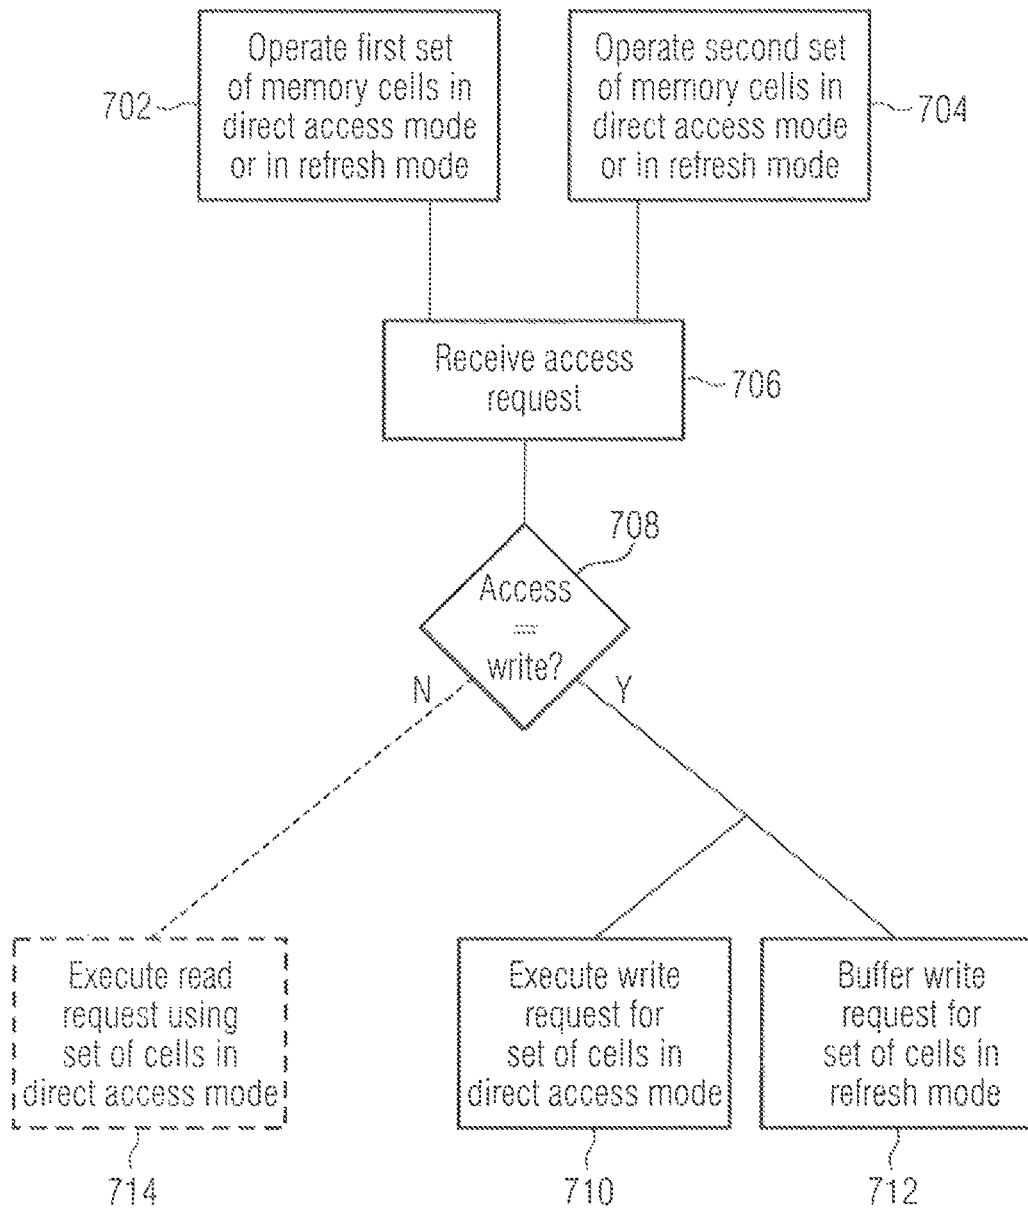 Operate first set
of memory cells in
direct access mode
or in refresh mode
702
Operate second set
of memory cells in
direct access mode
or in refresh mode
704
Receive access
request
706
708
Access
==
write?
N
Y
Execute read
request using
set of cells in
direct access mode
714
Execute write
request for
set of cells in
direct access mode
710
Buffer write
request for
set of cells in
refresh mode
712